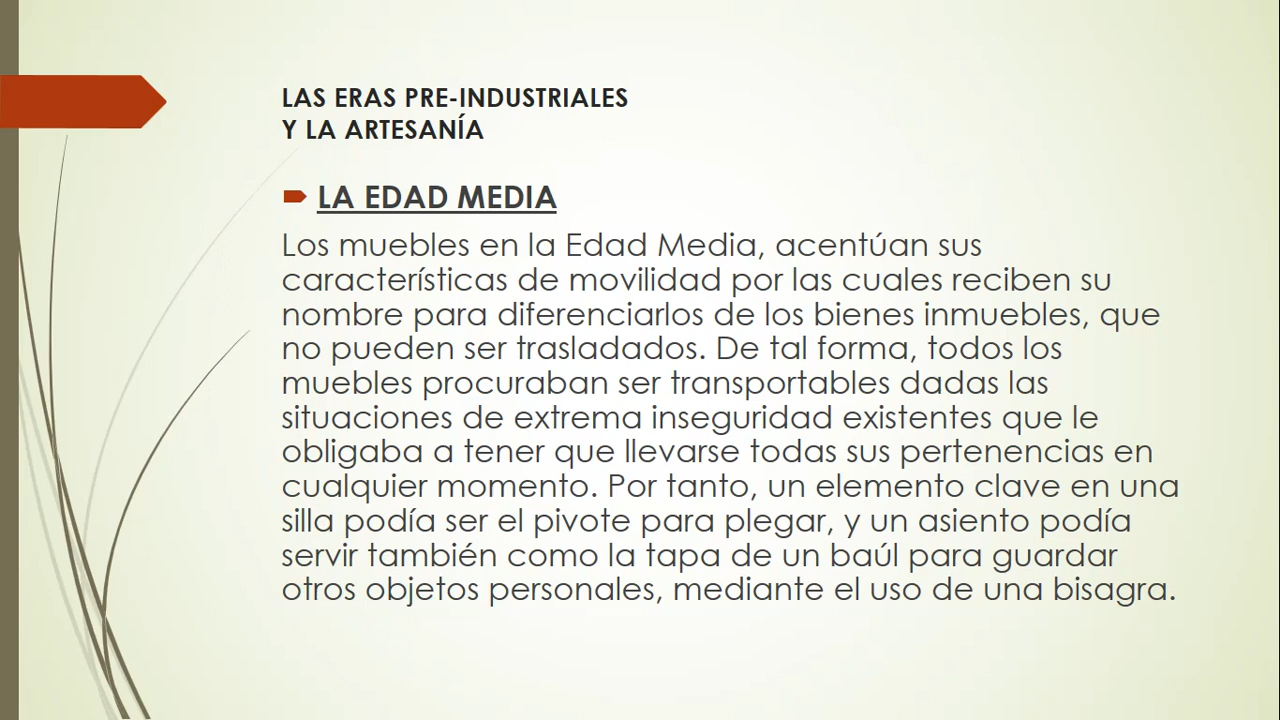 LAS ERAS PRE-INDUSTRIALES
Y LA ARTESANÍA
LA EDAD MEDIA
Los muebles en la Edad Media, acentúan sus
características de movilidad por las cuales reciben su
nombre para diferenciarlos de los bienes inmuebles, que
no pueden ser trasladados. De tal forma, todos los
muebles procuraban ser transportables dadas las
situaciones de extrema inseguridad existentes que le
obligaba a tener que llevarse todas sus pertenencias en
cualquier momento. Por tanto, un elemento clave en una
silla podía ser el pivote para plegar, y un asiento podía
servir también como la tapa de un baúl para guardar
otros objetos personales, mediante el uso de una bisagra.